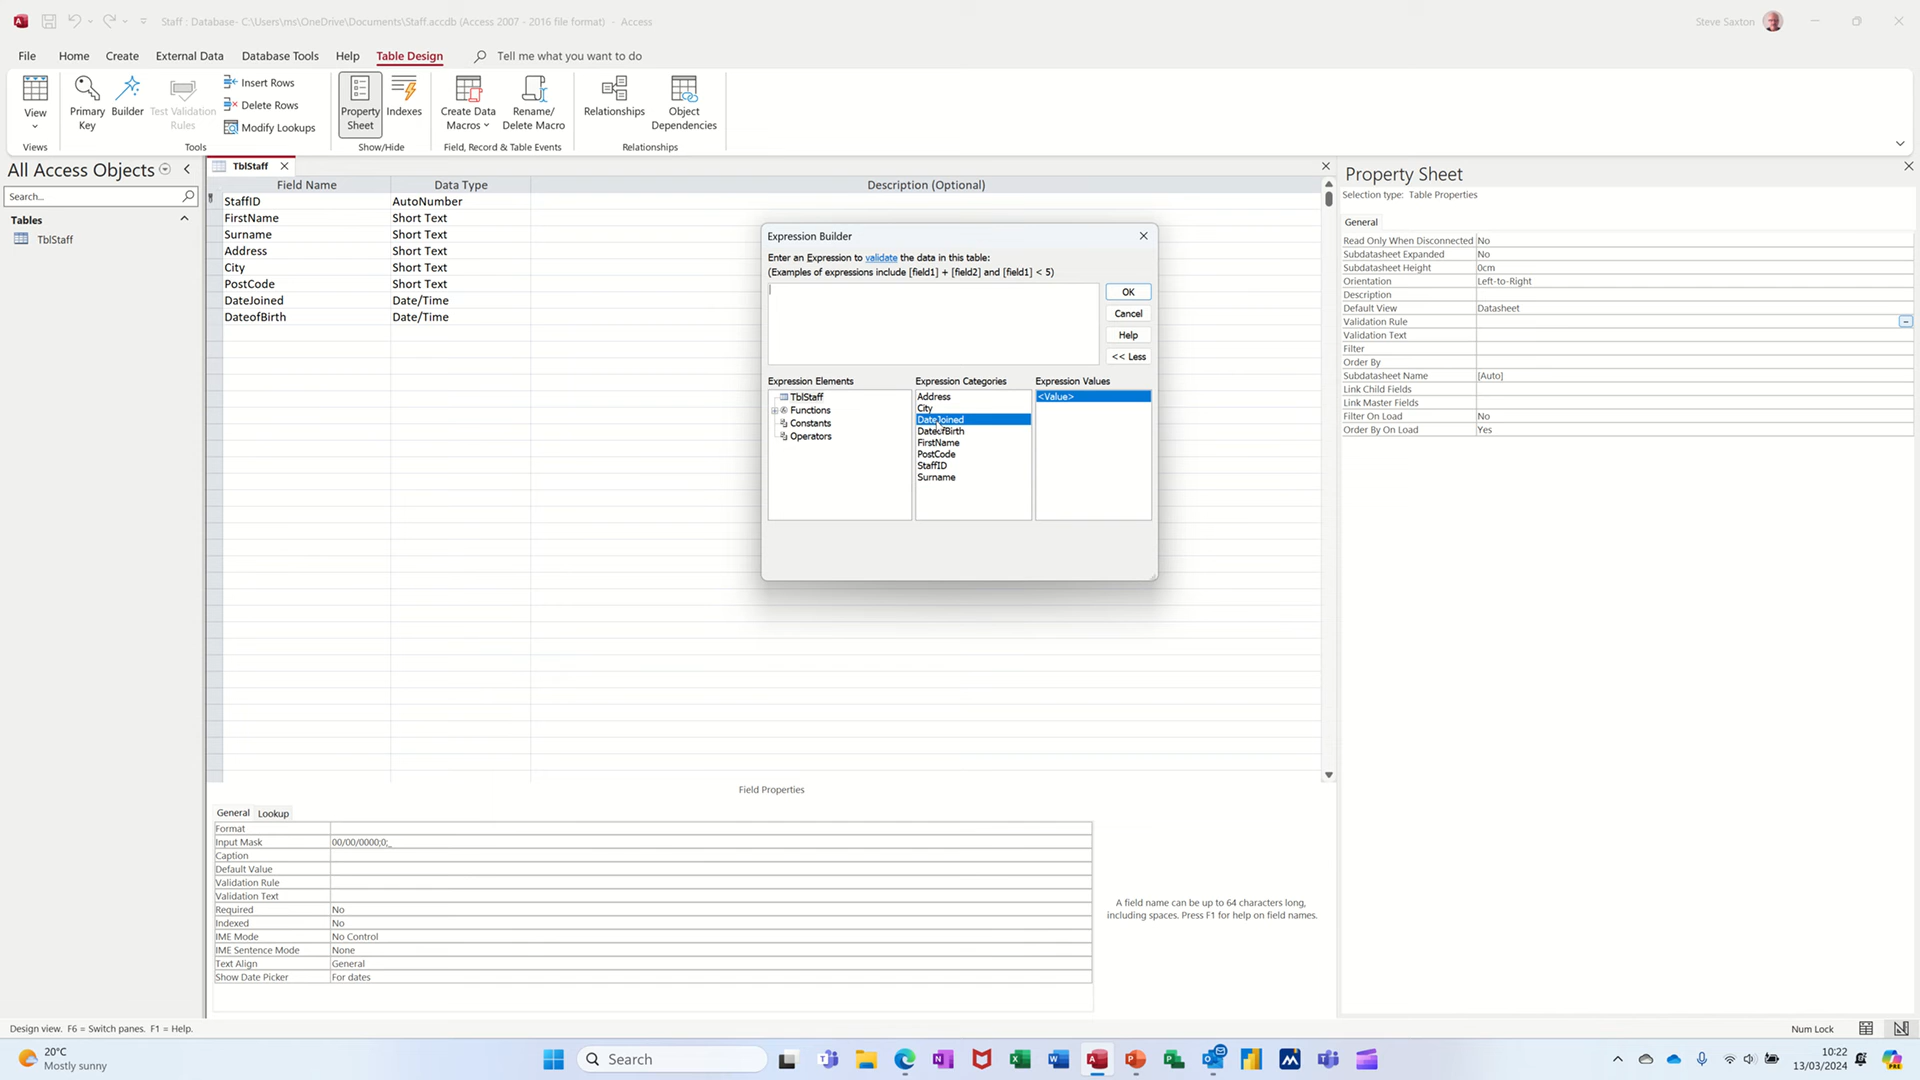 Staff : Database- C:\Users\ms\OneDrive\Documents\Staff.accdb (Access 2007 - 2016 file format) - Access
Steve Saxton
File Home Create External Data Database Tools Help Table Design Tell me what you want to do
View
Primary Key
Builder
Test Validation Rules
Insert Rows
Delete Rows
Modify Lookups
Property Sheet
Indexes
Create Data Macros
Rename/ Delete Macro
Relationships
Object Dependencies
Views
Tools
Show/Hide
Field, Record & Table Events
Relationships
All Access Objects
Search...
Tables
TblStaff
TblStaff
Field Name Data Type Description (Optional)
StaffID AutoNumber
FirstName Short Text
Surname Short Text
Address Short Text
City Short Text
PostCode Short Text
DateJoined Date/Time
DateofBirth Date/Time
Expression Builder
Enter an Expression to validate the data in this table:
(Examples of expressions include [field1] + [field2] and [field1] < 5)
OK
Cancel
Help
<< Less
Expression Elements
TblStaff
Functions
Constants
Operators
Expression Categories
Address
City
DateJoined
DateofBirth
FirstName
PostCode
StaffID
Surname
Expression Values
<Value>
Property Sheet
Selection type: Table Properties
General
Read Only When Disconnected No
Subdatasheet Expanded No
Subdatasheet Height 0cm
Orientation Left-to-Right
Description
Default View Datasheet
Validation Rule
Validation Text
Filter
Order By
Subdatasheet Name [Auto]
Link Child Fields
Link Master Fields
Filter On Load No
Order By On Load Yes
Field Properties
General Lookup
Format
Input Mask 00/00/0000;0;_
Caption
Default Value
Validation Rule
Validation Text
Required No
Indexed No
IME Mode No Control
IME Sentence Mode None
Text Align General
Show Date Picker For dates
A field name can be up to 64 characters long,
including spaces. Press F1 for help on field names.
Design view. F6 = Switch panes. F1 = Help.
Num Lock
20°C
Mostly sunny
Search
10:22
13/03/2024